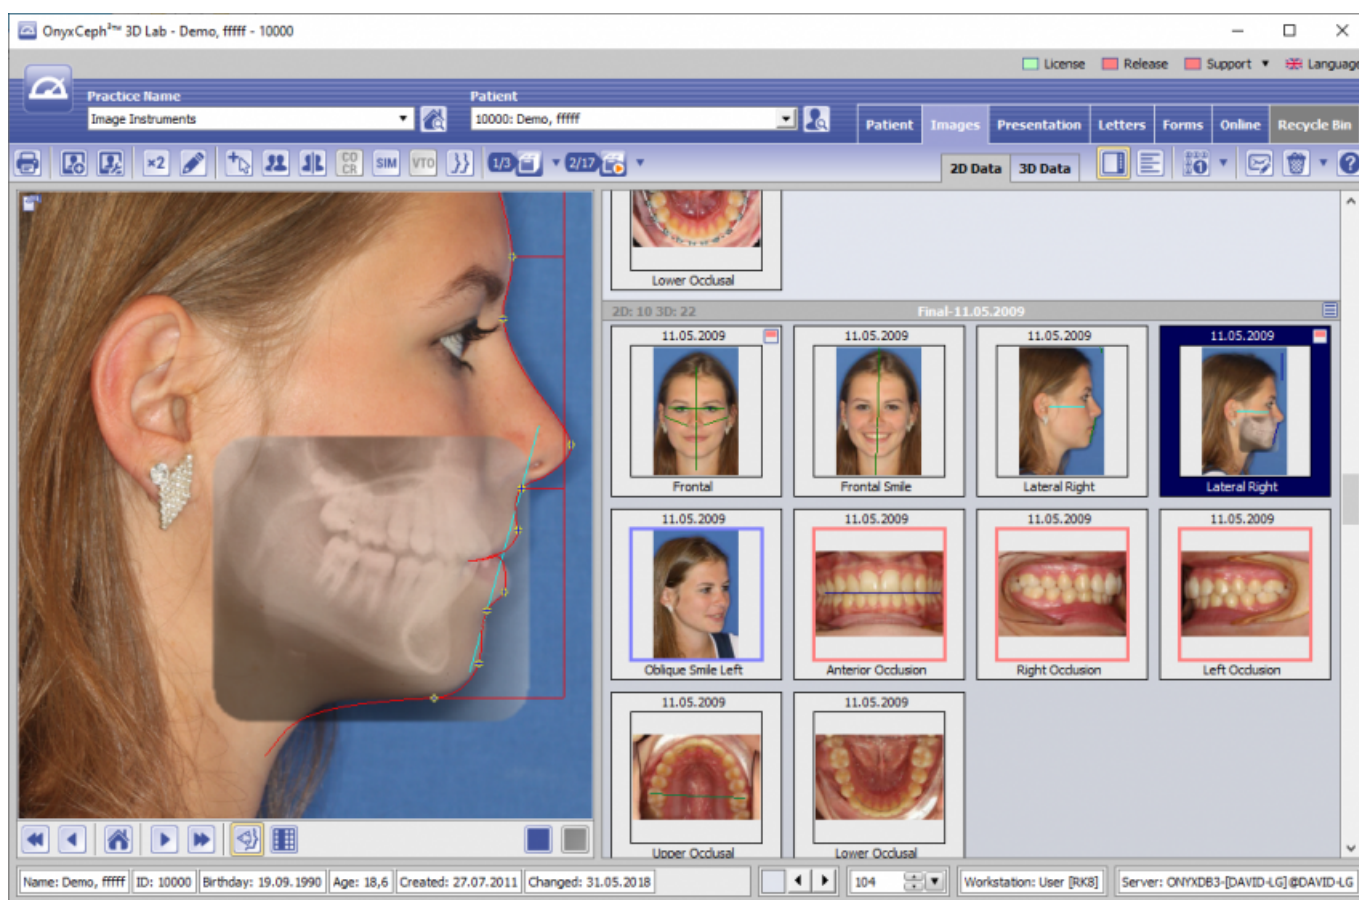 OnyxCeph³™ 3D Lab - Demo, fffff - 10000
License Release Support Language
Practice Name Patient
Image Instruments 10000: Demo, fffff
Patient Images Presentation Letters Forms Online Recycle Bin
×2 CO CR SIM VTO 1/3 2/17 2D Data 3D Data
Lower Occlusal
2D: 10 3D: 22 Final-11.05.2009
11.05.2009 11.05.2009 11.05.2009 11.05.2009
Frontal Frontal Smile Lateral Right Lateral Right
11.05.2009 11.05.2009 11.05.2009 11.05.2009
Oblique Smile Left Anterior Occlusion Right Occlusion Left Occlusion
11.05.2009 11.05.2009
Upper Occlusal Lower Occlusal
Name: Demo, fffff ID: 10000 Birthday: 19.09.1990 Age: 18,6 Created: 27.07.2011 Changed: 31.05.2018 104 Workstation: User [RK8] Server: ONYXDB3-[DAVID-LG]@DAVID-LG